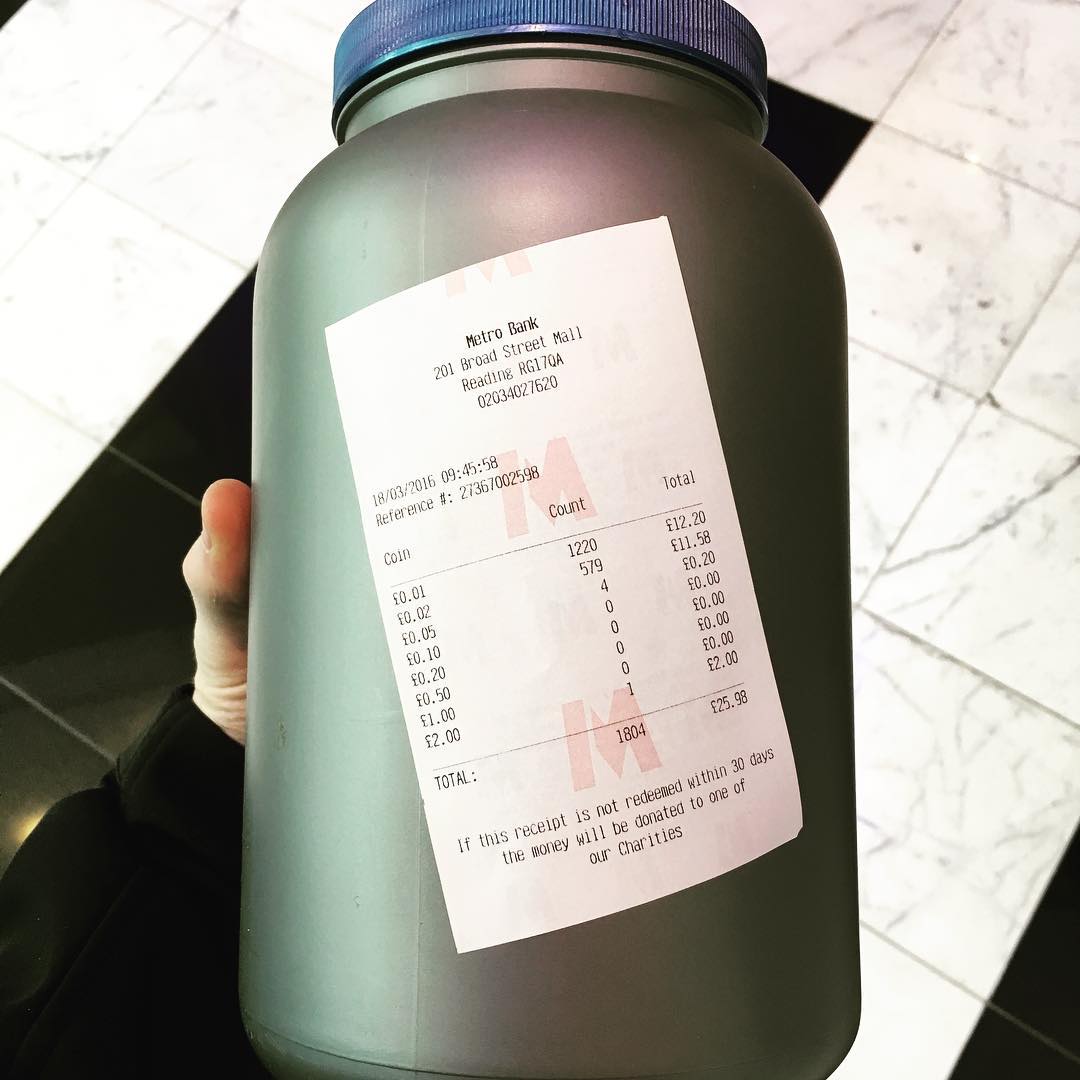 Metro Bank
201 Broad Street Mall
Reading RG17QA
02034027620
18/03/2016 09:45:58
Reference #: 27367002598
Coin Count Total
£0.01 1220 £12.20
£0.02 579 £11.58
£0.05 4 £0.20
£0.10 0 £0.00
£0.20 0 £0.00
£0.50 0 £0.00
£1.00 0 £0.00
£2.00 1 £2.00
TOTAL: 1804 £25.98
If this receipt is not redeemed within 30 days
the money will be donated to one of
our Charities